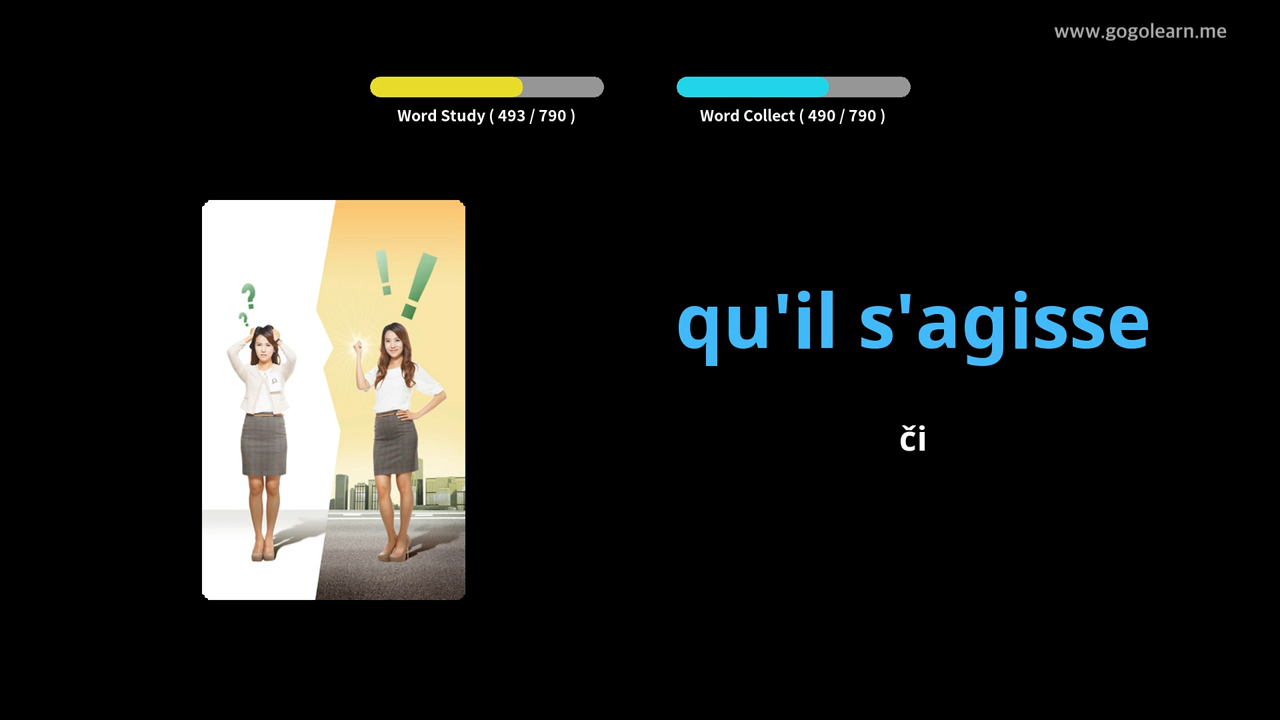 www.gogolearn.me
Word Study ( 493 / 790 )
Word Collect ( 490 / 790 )
?
?
! !
qu'il s'agisse
či